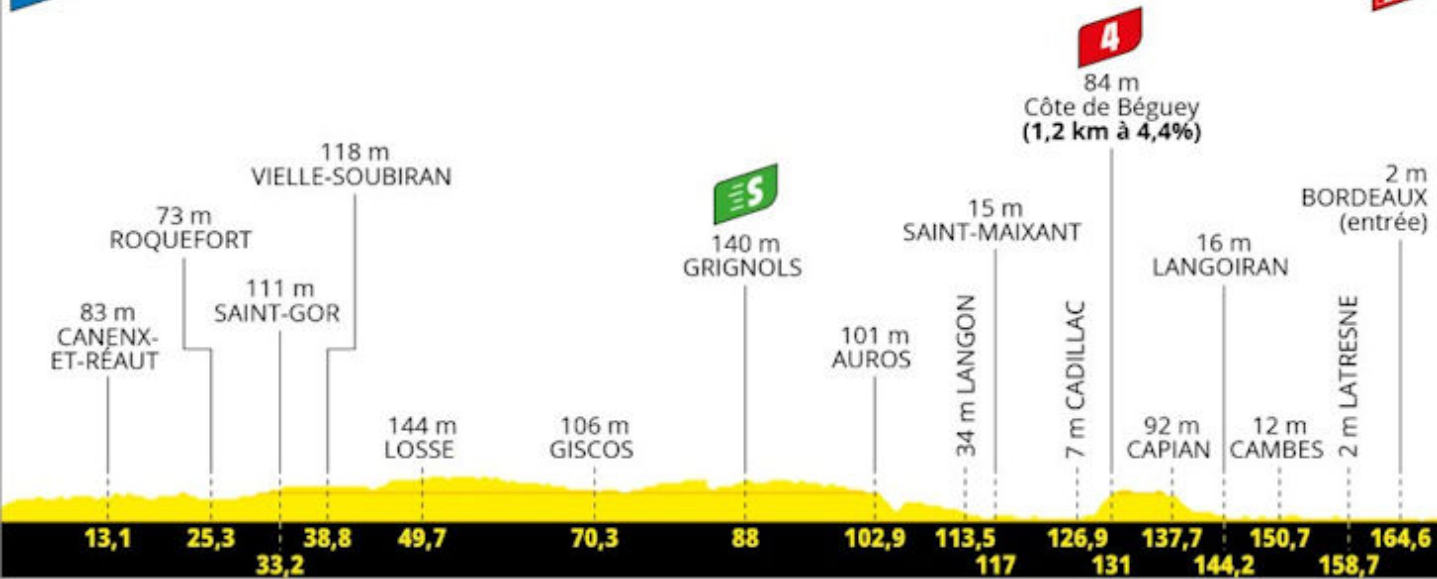 4
84 m
Côte de Béguey
(1,2 km à 4,4%)
118 m
VIELLE-SOUBIRAN
2 m
BORDEAUX
(entrée)
S
73 m
ROQUEFORT
15 m
SAINT-MAIXANT
140 m
GRIGNOLS
16 m
LANGOIRAN
111 m
SAINT-GOR
83 m
CANENX-
ET-RÉAUT
101 m
AUROS
34 m LANGON
7 m CADILLAC
2 m LATRESNE
144 m
LOSSE
106 m
GISCOS
92 m
CAPIAN
12 m
CAMBES
13,1 25,3 38,8 49,7 70,3 88 102,9 113,5 126,9 137,7 150,7 164,6
33,2 117 131 144,2 158,7